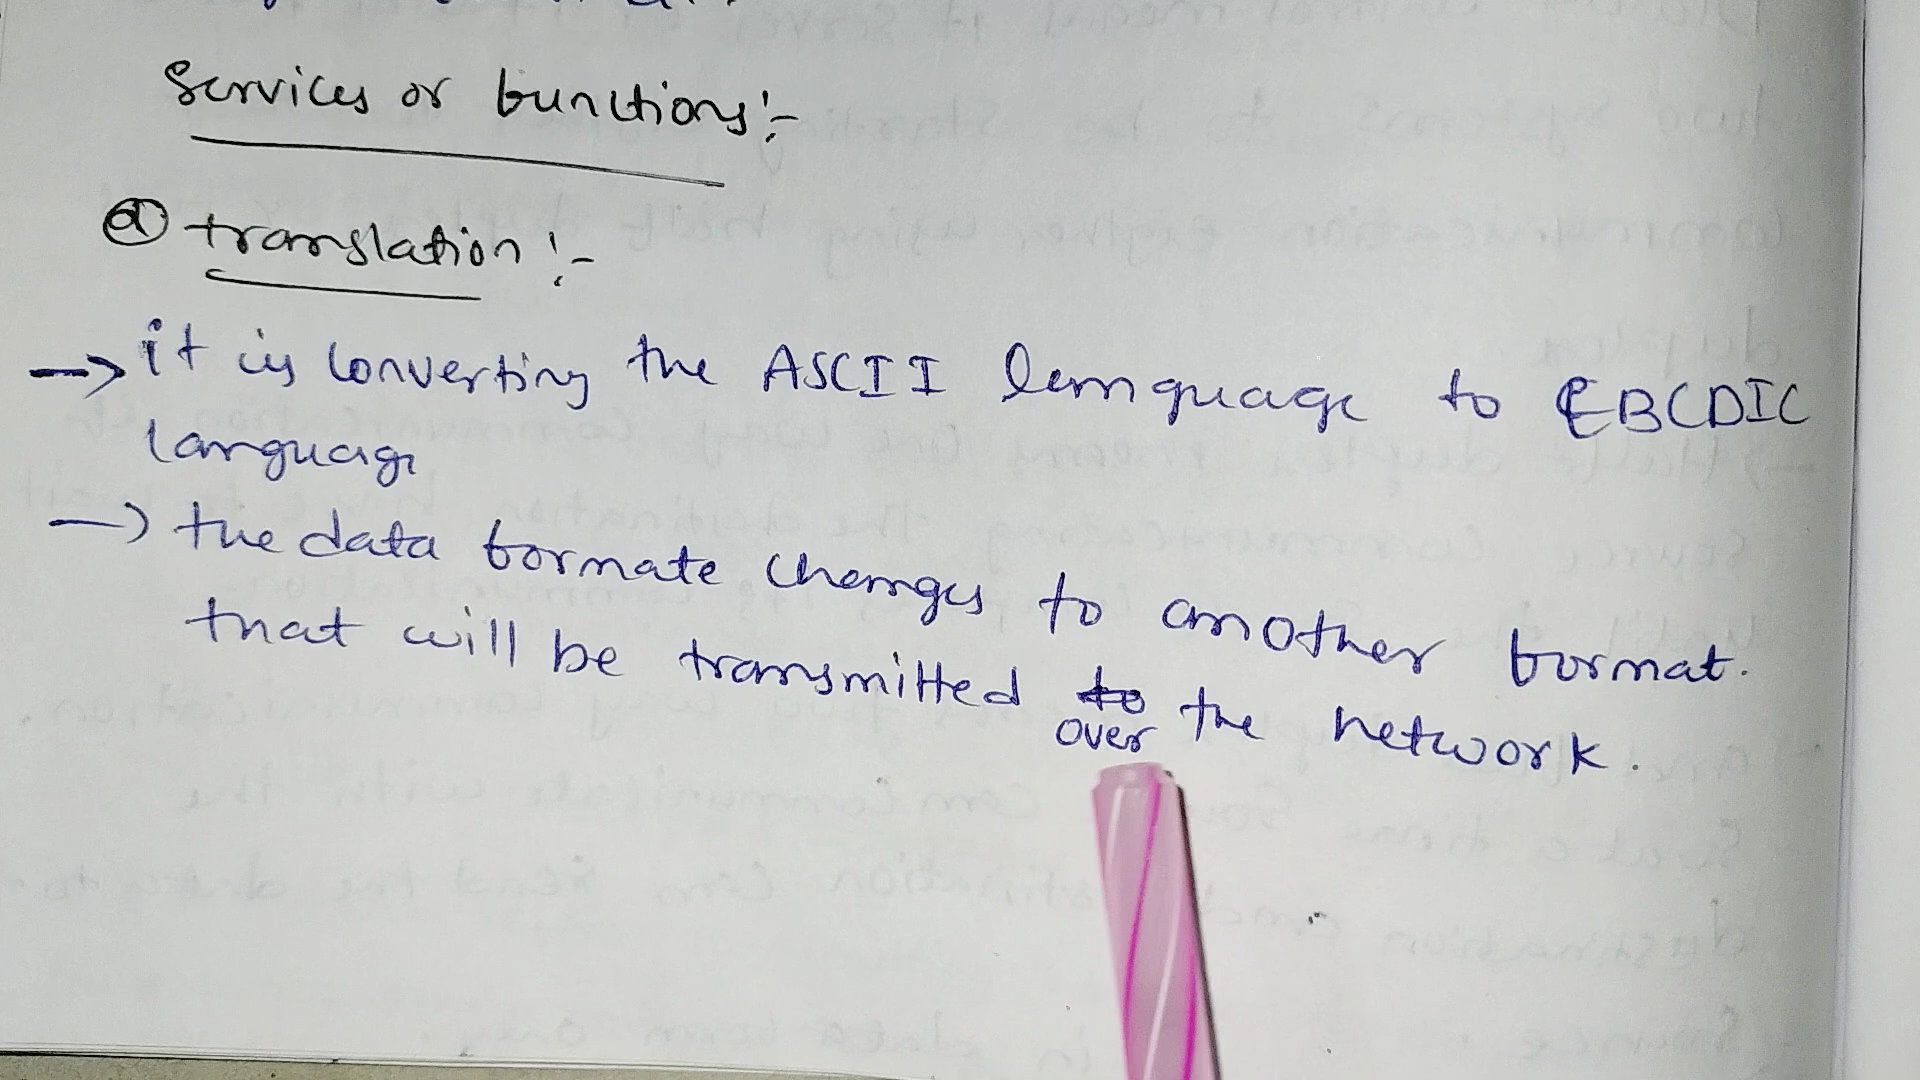 Services or functions:-
ⓐ translation:-
→ it is converting the ASCII language to EBCDIC
language
→ the data formate changes to another format.
that will be transmitted to the network.
over